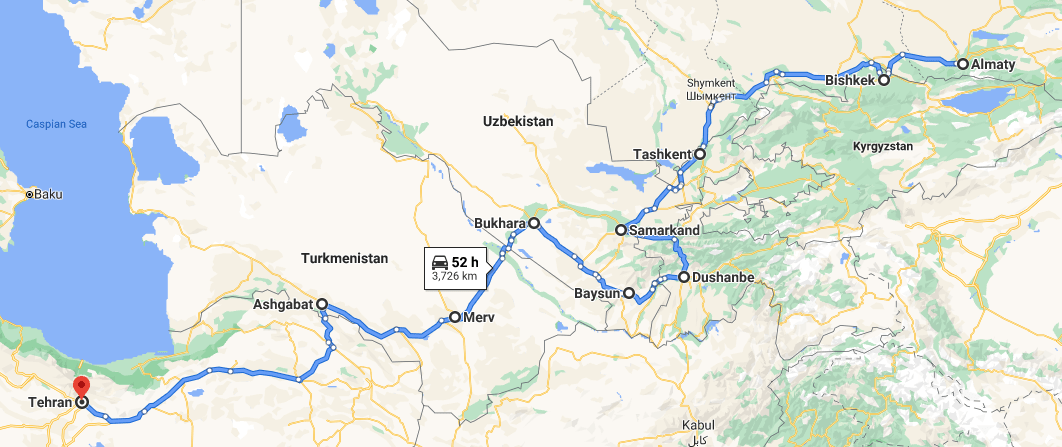 Almaty
Bishkek
Shymkent
Шымкент
Caspian Sea
Uzbekistan
Kyrgyzstan
Tashkent
Baku
Bukhara
Samarkand
52 h
3,726 km
Turkmenistan
Dushanbe
Baysun
Ashgabat
Merv
Tehran
Kabul
کابل